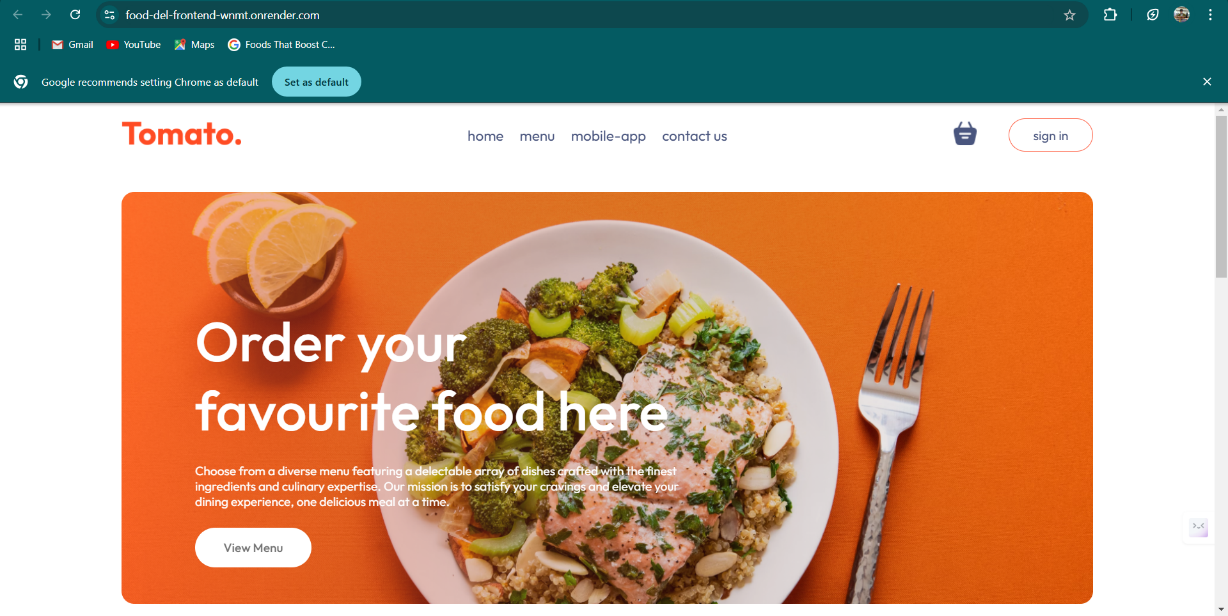 food-del-frontend-wnmt.onrender.com
Gmail
YouTube
Maps
Foods That Boost C...
Google recommends setting Chrome as default
Set as default
Tomato.
home
menu
mobile-app
contact us
sign in
Order your
favourite food here
Choose from a diverse menu featuring a delectable array of dishes crafted with the finest
ingredients and culinary expertise. Our mission is to satisfy your cravings and elevate your
dining experience, one delicious meal at a time.
View Menu